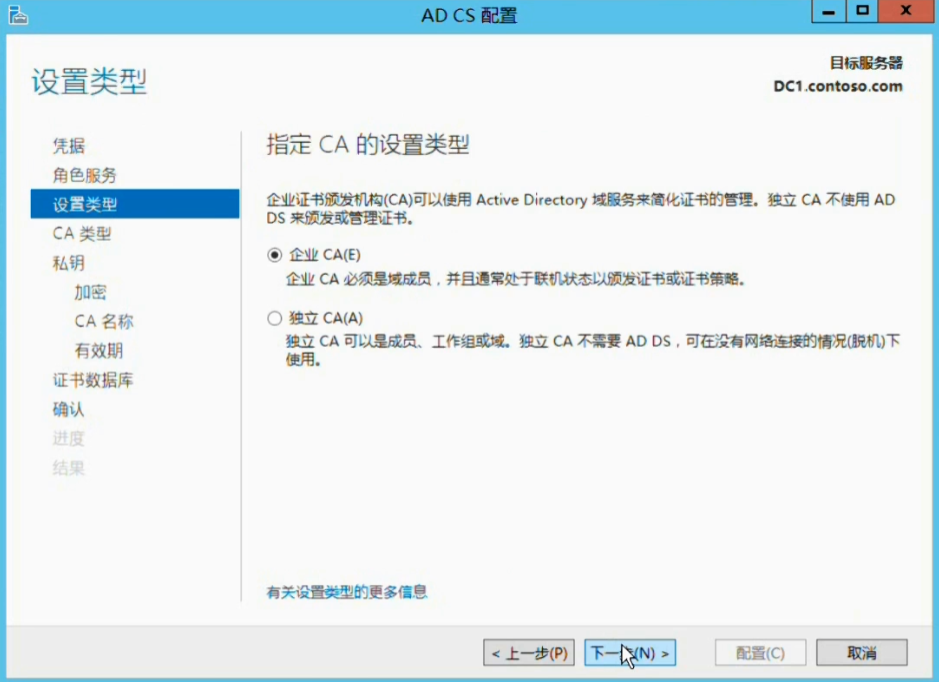 AD CS 配置
目标服务器
DC1.contoso.com
设置类型
凭据
角色服务
设置类型
CA 类型
私钥
加密
CA 名称
有效期
证书数据库
确认
进度
结果
指定 CA 的设置类型
企业证书颁发机构(CA)可以使用 Active Directory 域服务来简化证书的管理。独立 CA 不使用 AD
DS 来颁发或管理证书。
企业 CA(E)
企业 CA 必须是域成员，并且通常处于联机状态以颁发证书或证书策略。
独立 CA(A)
独立 CA 可以是成员、工作组或域。独立 CA 不需要 AD DS，可在没有网络连接的情况(脱机)下
使用。
有关设置类型的更多信息
< 上一步(P)
下一步(N) >
配置(C)
取消